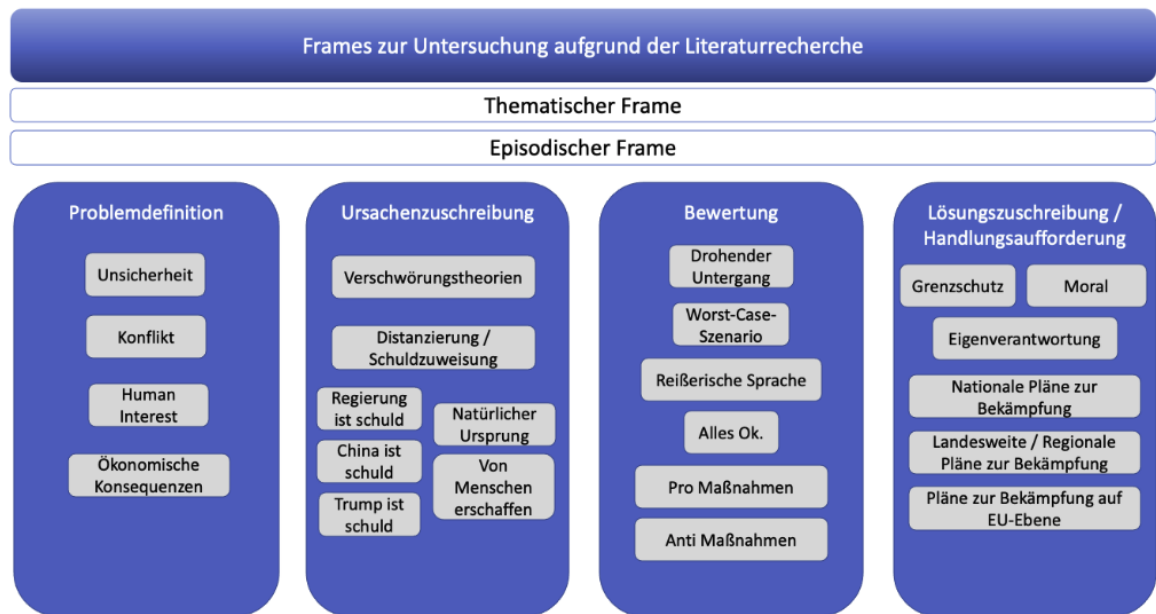 Frames zur Untersuchung aufgrund der Literaturrecherche
Thematischer Frame
Episodischer Frame
Problemdefinition
Unsicherheit
Konflikt
Human
Interest
Ökonomische
Konsequenzen
Ursachenzuschreibung
Verschwörungstheorien
Distanzierung /
Schuldzuweisung
Regierung
ist schuld
China ist
schuld
Trump ist
schuld
Natürlicher
Ursprung
Von
Menschen
erschaffen
Bewertung
Drohender
Untergang
Worst-Case-
Szenario
Reißerische Sprache
Alles Ok.
Pro Maßnahmen
Anti Maßnahmen
Lösungszuschreibung /
Handlungsaufforderung
Grenzschutz
Moral
Eigenverantwortung
Nationale Pläne zur
Bekämpfung
Landesweite / Regionale
Pläne zur Bekämpfung
Pläne zur Bekämpfung auf
EU-Ebene